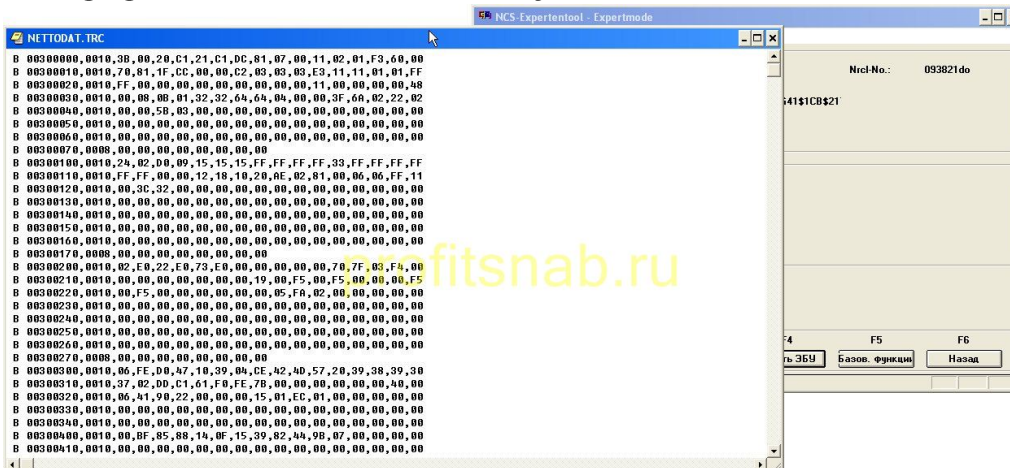 NCS-Expertentool - Expertmode
NETTODAT.TRC
B 00300000,0010,3B,00,20,C1,21,C1,DC,81,07,00,11,02,01,F3,60,00
B 00300010,0010,70,81,1F,CC,00,00,C2,03,03,03,E3,11,11,01,01,FF
B 00300020,0010,FF,00,00,00,00,00,00,00,00,00,11,00,00,00,00,48
B 00300030,0010,00,08,0B,01,32,32,64,64,04,00,00,3F,6A,02,22,02
B 00300040,0010,00,00,5B,03,00,00,00,00,00,00,00,00,00,00,00,00
B 00300050,0010,00,00,00,00,00,00,00,00,00,00,00,00,00,00,00,00
B 00300060,0010,00,00,00,00,00,00,00,00,00,00,00,00,00,00,00,00
B 00300070,0008,00,00,00,00,00,00,00,00
B 00300100,0010,24,02,D0,09,15,15,15,FF,FF,FF,FF,33,FF,FF,FF,FF
B 00300110,0010,FF,FF,00,00,12,18,10,20,AE,02,81,00,06,06,FF,11
B 00300120,0010,00,3C,32,00,00,00,00,00,00,00,00,00,00,00,00,00
B 00300130,0010,00,00,00,00,00,00,00,00,00,00,00,00,00,00,00,00
B 00300140,0010,00,00,00,00,00,00,00,00,00,00,00,00,00,00,00,00
B 00300150,0010,00,00,00,00,00,00,00,00,00,00,00,00,00,00,00,00
B 00300160,0010,00,00,00,00,00,00,00,00,00,00,00,00,00,00,00,00
B 00300170,0008,00,00,00,00,00,00,00,00
B 00300200,0010,02,E0,22,E0,73,E0,00,00,00,00,00,70,7F,03,F4,00
B 00300210,0010,00,00,00,00,00,00,00,19,00,F5,00,F5,00,00,00,F5
B 00300220,0010,00,00,F5,00,00,00,00,00,05,FA,02,00,00,00,00,00
B 00300230,0010,00,00,00,00,00,00,00,00,00,00,00,00,00,00,00,00
B 00300240,0010,00,00,00,00,00,00,00,00,00,00,00,00,00,00,00,00
B 00300250,0010,00,00,00,00,00,00,00,00,00,00,00,00,00,00,00,00
B 00300260,0010,00,00,00,00,00,00,00,00,00,00,00,00,00,00,00,00
B 00300270,0008,00,00,00,00,00,00,00,00
B 00300300,0010,06,FE,D0,47,10,39,04,CE,42,4D,57,20,39,38,39,30
B 00300310,0010,37,02,DD,C1,61,F0,FE,7B,00,00,00,00,00,00,40,00
B 00300320,0010,06,41,90,22,00,00,00,15,01,EC,01,00,00,00,00,00
B 00300330,0010,00,00,00,00,00,00,00,00,00,00,00,00,00,00,00,00
B 00300340,0010,00,00,00,00,00,00,00,00,00,00,00,00,00,00,00,00
B 00300400,0010,00,00,BF,85,88,14,0F,15,39,82,44,9B,07,00,00,00,00
B 00300410,0010,00,00,00,00,00,00,00,00,00,00,00,00,00,00,00,00
Nrcl-No.: 093821do
$41$1CB$21
profitsnab.ru
F4 F5 F6
ть ЭБУ Базов. функции Назад